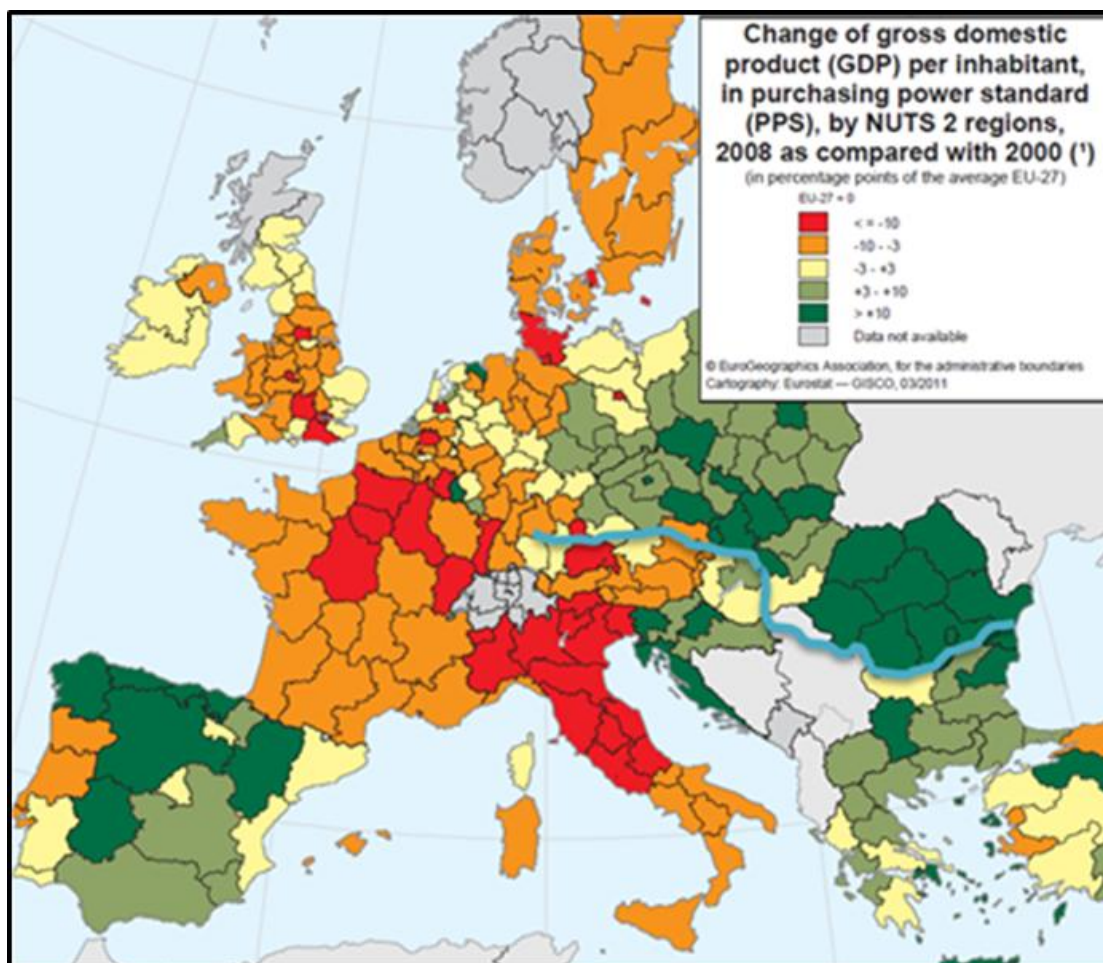 Change of gross domestic
product (GDP) per inhabitant,
in purchasing power standard
(PPS), by NUTS 2 regions,
2008 as compared with 2000 (¹)
(in percentage points of the average EU-27)
EU-27 = 0
< = -10
-10 - -3
-3 - +3
+3 - +10
> +10
Data not available
© EuroGeographics Association, for the administrative boundaries
Cartography: Eurostat — GISCO, 03/2011